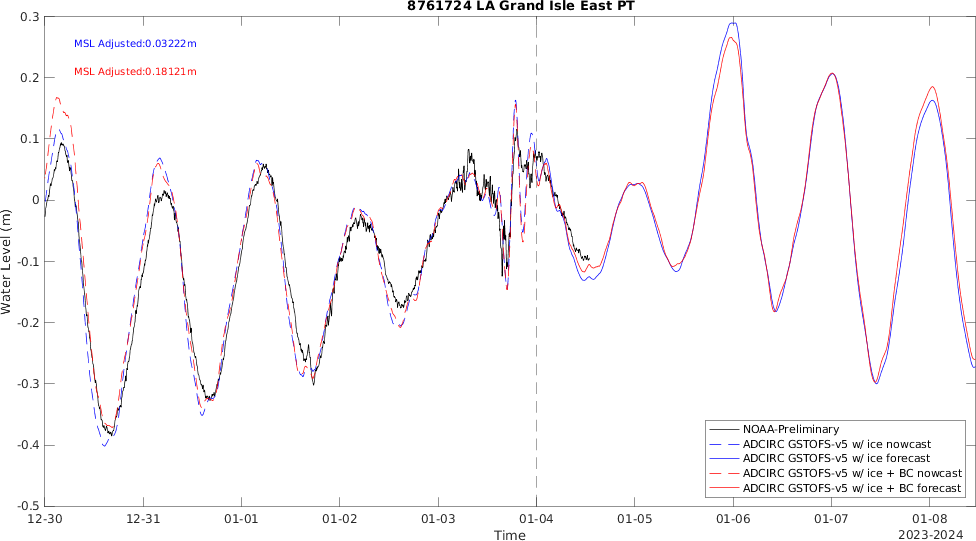 8761724 LA Grand Isle East PT
MSL Adjusted:0.03222m
MSL Adjusted:0.18121m
Water Level (m)
0.3
0.2
0.1
0
-0.1
-0.2
-0.3
-0.4
-0.5
NOAA-Preliminary
ADCIRC GSTOFS-v5 w/ ice nowcast
ADCIRC GSTOFS-v5 w/ ice forecast
ADCIRC GSTOFS-v5 w/ ice + BC nowcast
ADCIRC GSTOFS-v5 w/ ice + BC forecast
12-30 12-31 01-01 01-02 01-03 01-04 01-05 01-06 01-07 01-08
Time
2023-2024